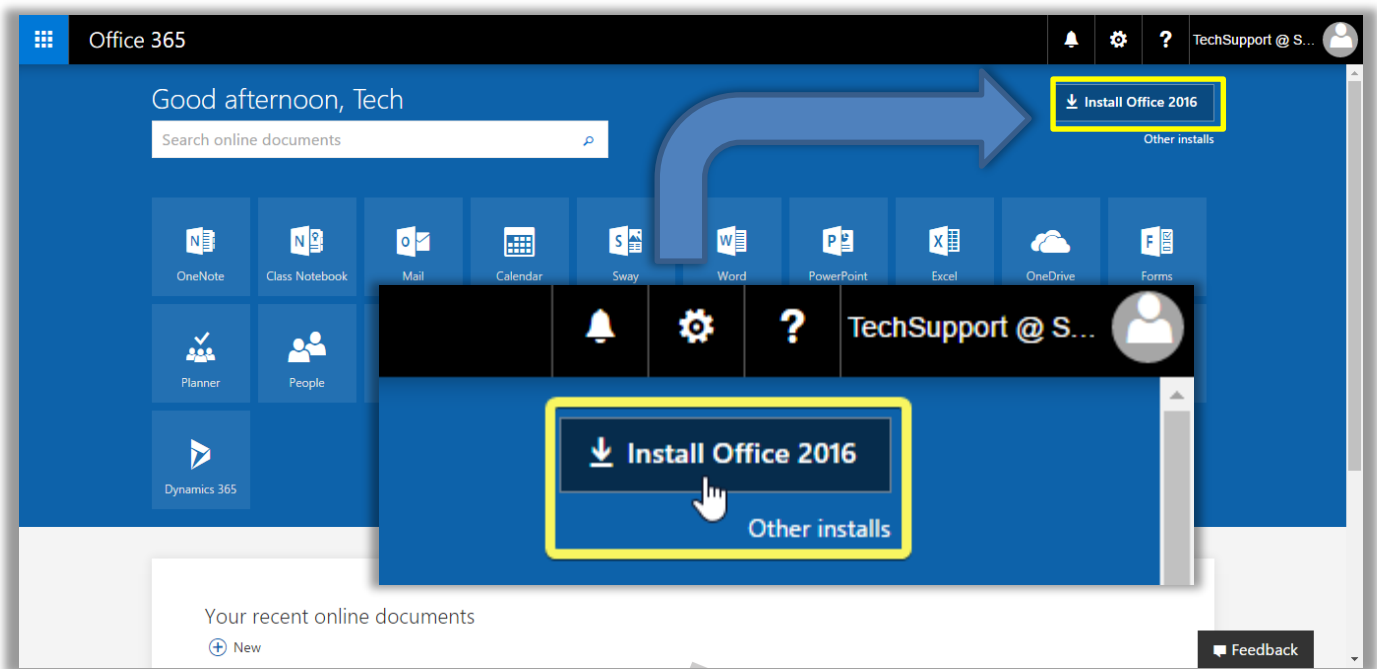 Office 365
?
TechSupport @ S...
Good afternoon, Tech
Install Office 2016
Search online documents
Other installs
OneNote
Class Notebook
Mail
Calendar
Sway
Word
PowerPoint
Excel
OneDrive
Forms
Planner
People
Dynamics 365
?
TechSupport @ S...
Install Office 2016
Other installs
Your recent online documents
New
Feedback